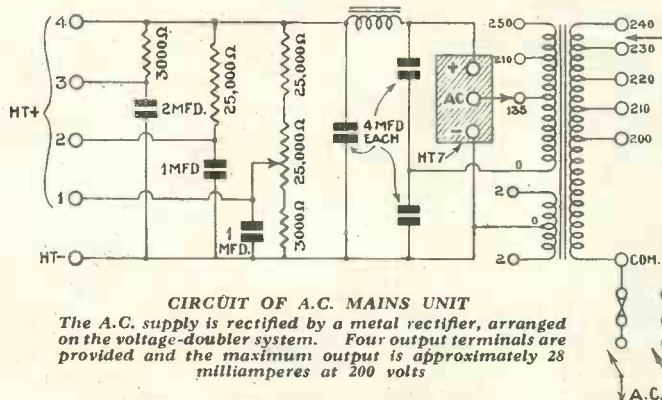 4
3
HT+
2
1
HT-
3000Ω
2MFD.
25,000Ω
1MFD
1
MFD.
25,000Ω
25,000Ω
3000Ω
4 MFD
EACH
+
AC
-
HT7
250
210
135
0
2
0
2
240
230
220
210
200
COM.
A.C.
CIRCUIT OF A.C. MAINS UNIT
The A.C. supply is rectified by a metal rectifier, arranged
on the voltage-doubler system. Four output terminals are
provided and the maximum output is approximately 28
milliamperes at 200 volts